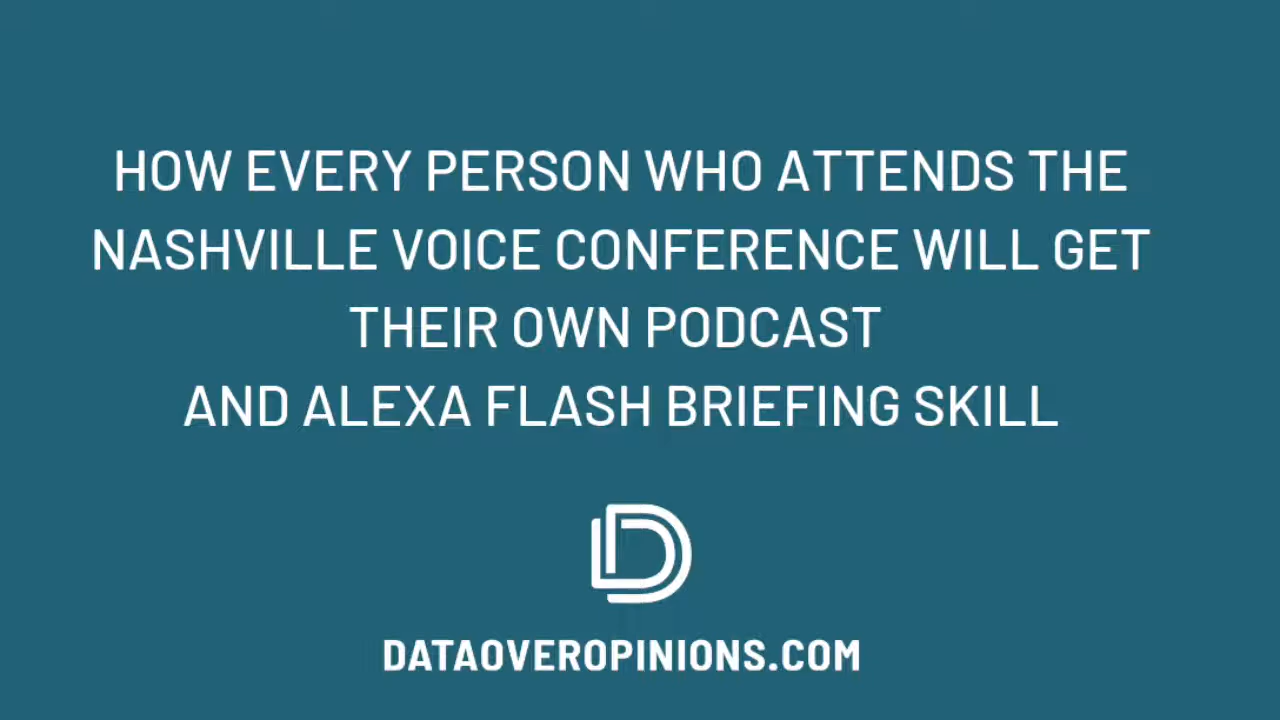 HOW EVERY PERSON WHO ATTENDS THE
NASHVILLE VOICE CONFERENCE WILL GET
THEIR OWN PODCAST
AND ALEXA FLASH BRIEFING SKILL
DATAOVEROPINIONS.COM